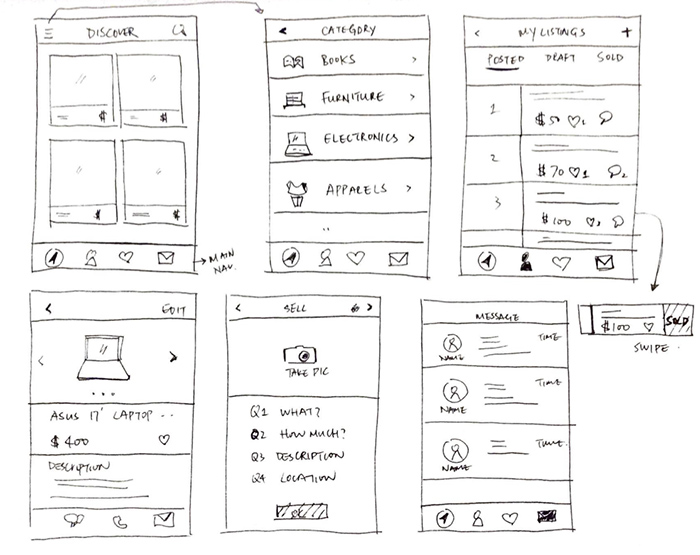 DISCOVER
$ $
$ $
MAIN
NAV.
CATEGORY
BOOKS
FURNITURE
ELECTRONICS
APPARELS
MY LISTINGS +
POSTED DRAFT SOLD
1
$50
2
$70 1 2
3
$100
$100 SOLD
SWIPE
EDIT
ASUS 17" LAPTOP ..
$400
DESCRIPTION
SELL
TAKE PIC
Q1 WHAT?
Q2 HOW MUCH?
Q3 DESCRIPTION
Q4 LOCATION
MESSAGE
TIME
NAME
TIME
NAME
TIME
NAME